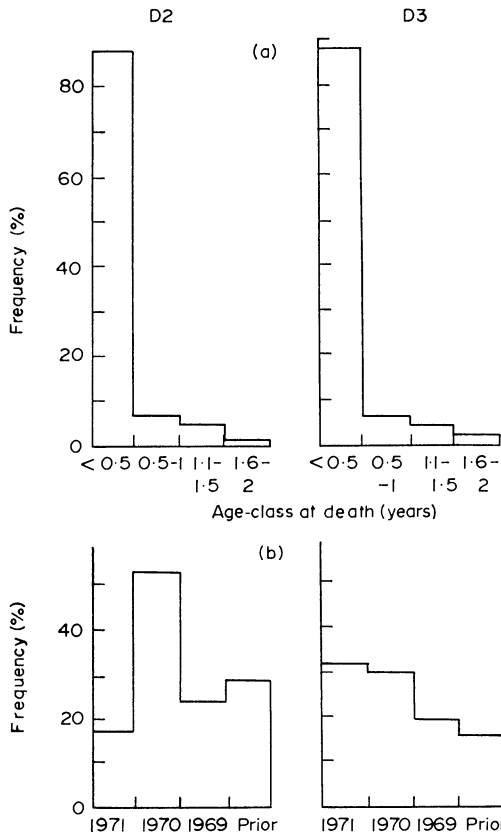 D2 D3
(a)
Frequency (%)
80
60
40
20
0
<0·5 0·5-1 1·1- 1·6-
1·5 2
<0·5 0·5 1·1- 1·6-
-1 1·5 2
Age-class at death (years)
(b)
Frequency (%)
40
20
0
1971 1970 1969 Prior
1971 1970 1969 Prior